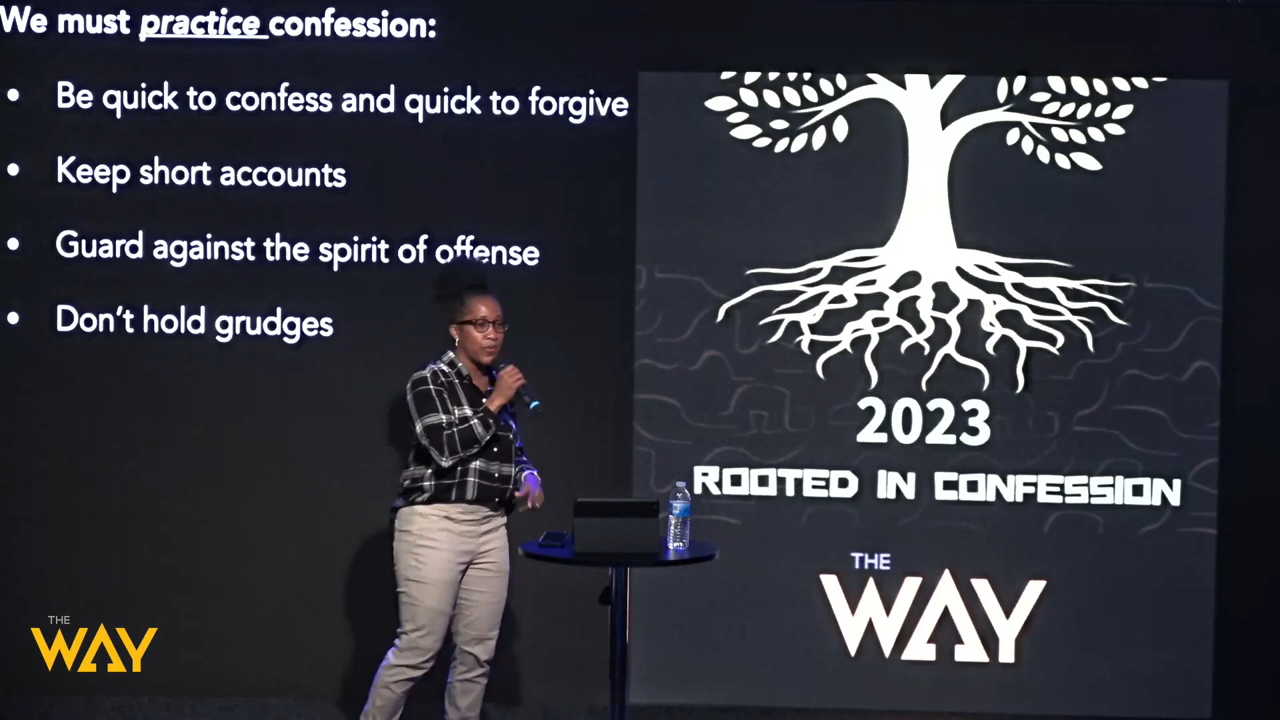 We must practice confession:
• Be quick to confess and quick to forgive
• Keep short accounts
• Guard against the spirit of offense
• Don't hold grudges
2023
ROOTED IN CONFESSION
THE
WAY
THE
WAY